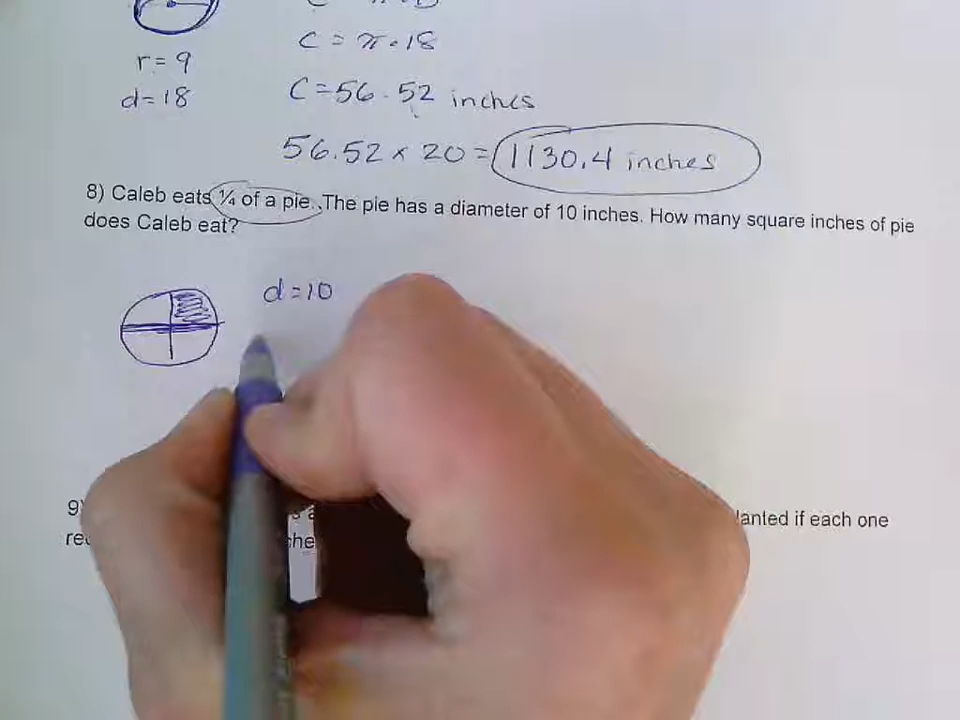 r = 9
C = π · 18
d = 18
C = 56.52 inches
56.52 x 20 = 1130.4 inches
8) Caleb eats ¼ of a pie. The pie has a diameter of 10 inches. How many square inches of pie
does Caleb eat?
d = 10
9)
lanted if each one